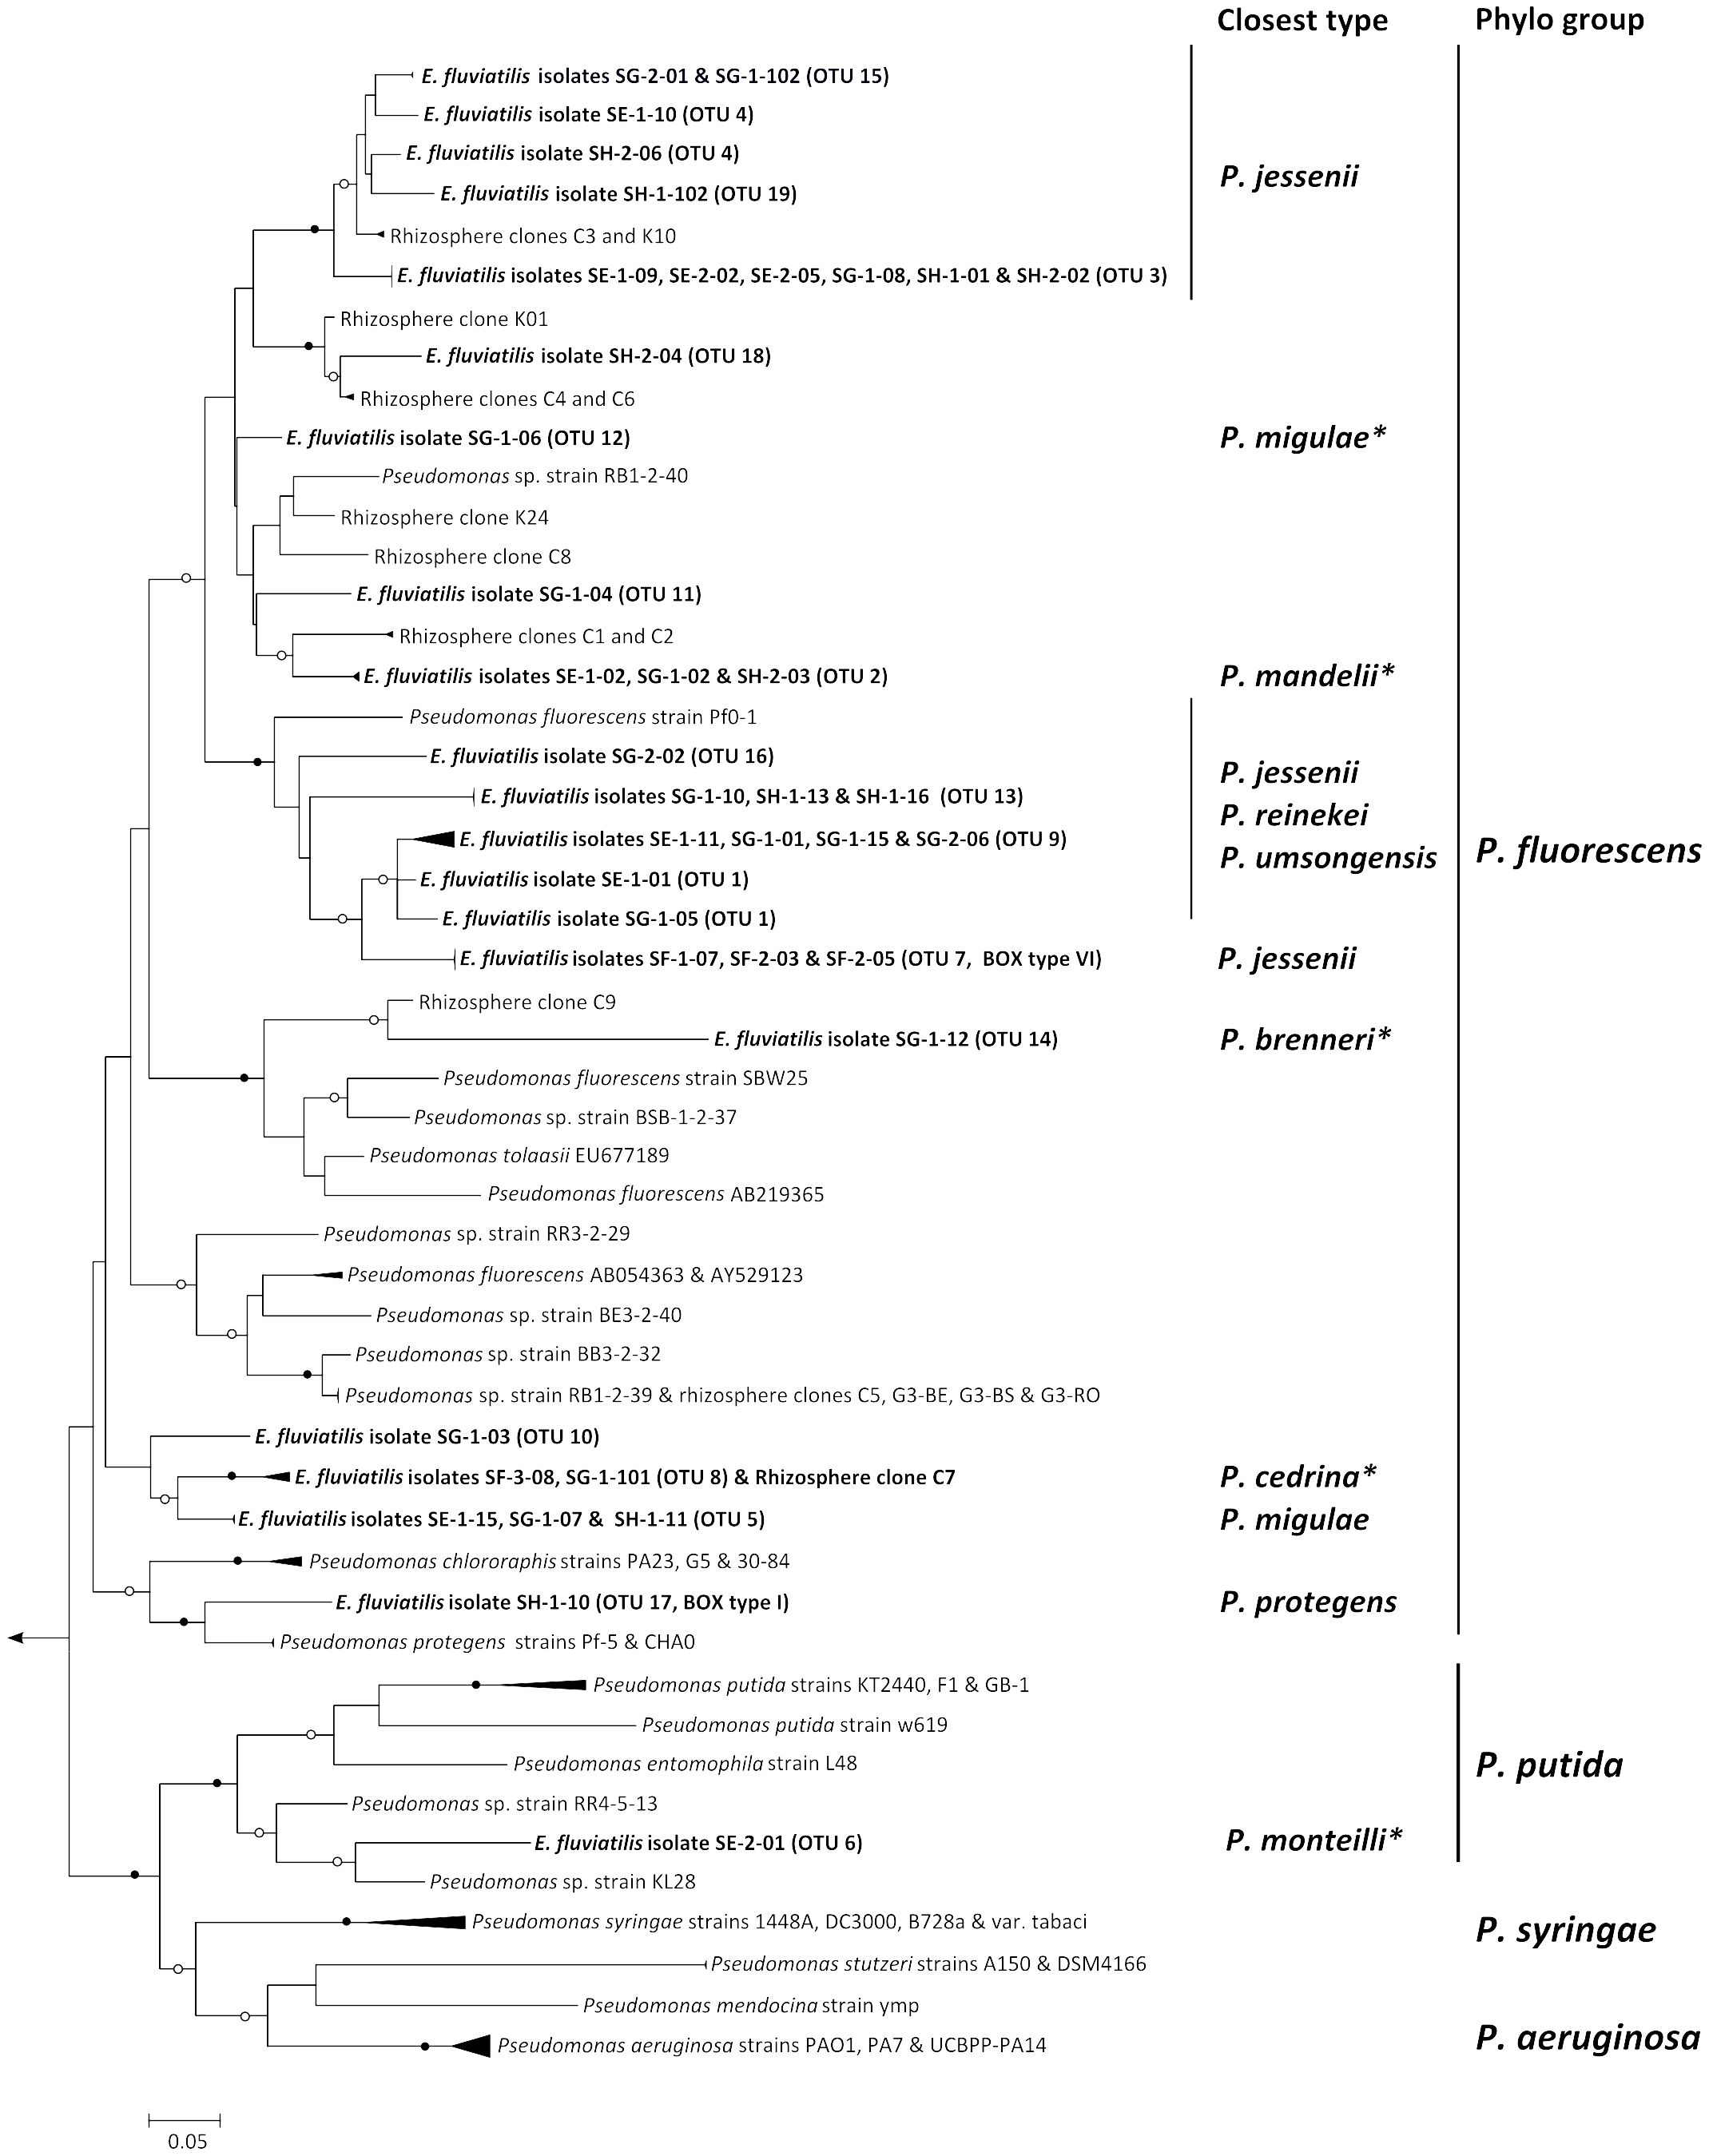 Closest type Phylo group
E. fluviatilis isolates SG-2-01 & SG-1-102 (OTU 15)
E. fluviatilis isolate SE-1-10 (OTU 4)
E. fluviatilis isolate SH-2-06 (OTU 4)
P. jessenii
E. fluviatilis isolate SH-1-102 (OTU 19)
Rhizosphere clones C3 and K10
E. fluviatilis isolates SE-1-09, SE-2-02, SE-2-05, SG-1-08, SH-1-01 & SH-2-02 (OTU 3)
Rhizosphere clone K01
E. fluviatilis isolate SH-2-04 (OTU 18)
Rhizosphere clones C4 and C6
E. fluviatilis isolate SG-1-06 (OTU 12) P. migulae*
Pseudomonas sp. strain RB1-2-40
Rhizosphere clone K24
Rhizosphere clone C8
E. fluviatilis isolate SG-1-04 (OTU 11)
Rhizosphere clones C1 and C2
E. fluviatilis isolates SE-1-02, SG-1-02 & SH-2-03 (OTU 2) P. mandelii*
Pseudomonas fluorescens strain Pf0-1
E. fluviatilis isolate SG-2-02 (OTU 16)
P. jessenii
E. fluviatilis isolates SG-1-10, SH-1-13 & SH-1-16 (OTU 13)
P. reinekei
E. fluviatilis isolates SE-1-11, SG-1-01, SG-1-15 & SG-2-06 (OTU 9)
P. umsongensis P. fluorescens
E. fluviatilis isolate SE-1-01 (OTU 1)
E. fluviatilis isolate SG-1-05 (OTU 1)
E. fluviatilis isolates SF-1-07, SF-2-03 & SF-2-05 (OTU 7, BOX type VI) P. jessenii
Rhizosphere clone C9
E. fluviatilis isolate SG-1-12 (OTU 14) P. brenneri*
Pseudomonas fluorescens strain SBW25
Pseudomonas sp. strain BSB-1-2-37
Pseudomonas tolaasii EU677189
Pseudomonas fluorescens AB219365
Pseudomonas sp. strain RR3-2-29
Pseudomonas fluorescens AB054363 & AY529123
Pseudomonas sp. strain BE3-2-40
Pseudomonas sp. strain BB3-2-32
Pseudomonas sp. strain RB1-2-39 & rhizosphere clones C5, G3-BE, G3-BS & G3-RO
E. fluviatilis isolate SG-1-03 (OTU 10)
E. fluviatilis isolates SF-3-08, SG-1-101 (OTU 8) & Rhizosphere clone C7 P. cedrina*
E. fluviatilis isolates SE-1-15, SG-1-07 & SH-1-11 (OTU 5) P. migulae
Pseudomonas chlororaphis strains PA23, G5 & 30-84
E. fluviatilis isolate SH-1-10 (OTU 17, BOX type I) P. protegens
Pseudomonas protegens strains Pf-5 & CHA0
Pseudomonas putida strains KT2440, F1 & GB-1
Pseudomonas putida strain w619
Pseudomonas entomophila strain L48 P. putida
Pseudomonas sp. strain RR4-5-13
E. fluviatilis isolate SE-2-01 (OTU 6) P. monteilli*
Pseudomonas sp. strain KL28
Pseudomonas syringae strains 1448A, DC3000, B728a & var. tabaci P. syringae
Pseudomonas stutzeri strains A150 & DSM4166
Pseudomonas mendocina strain ymp
Pseudomonas aeruginosa strains PAO1, PA7 & UCBPP-PA14 P. aeruginosa
0.05